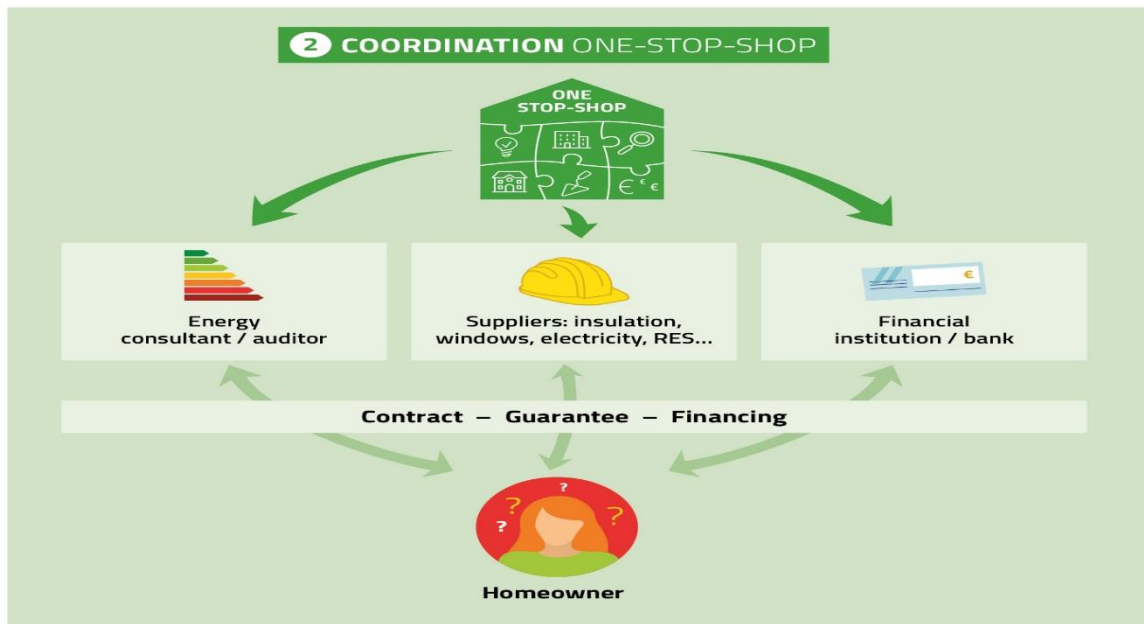 2 COORDINATION ONE-STOP-SHOP
ONE
STOP-SHOP
€ € €
€
Energy
consultant / auditor
Suppliers: insulation,
windows, electricity, RES...
Financial
institution / bank
Contract – Guarantee – Financing
? ? ? ?
Homeowner